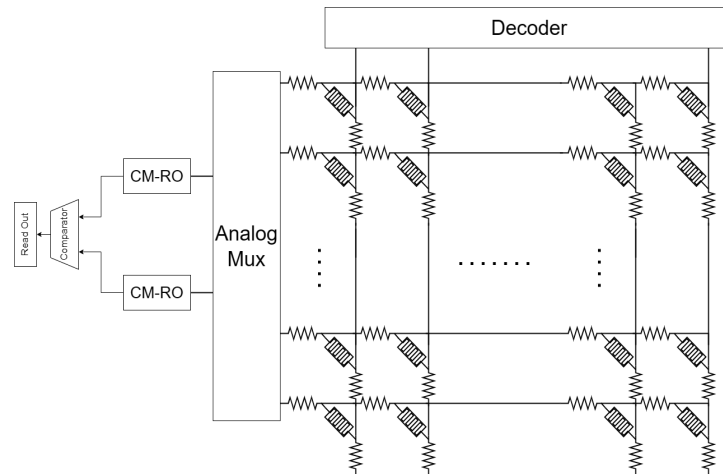 Decoder
CM-RO
Analog
Mux
Read Out
Comparator
CM-RO